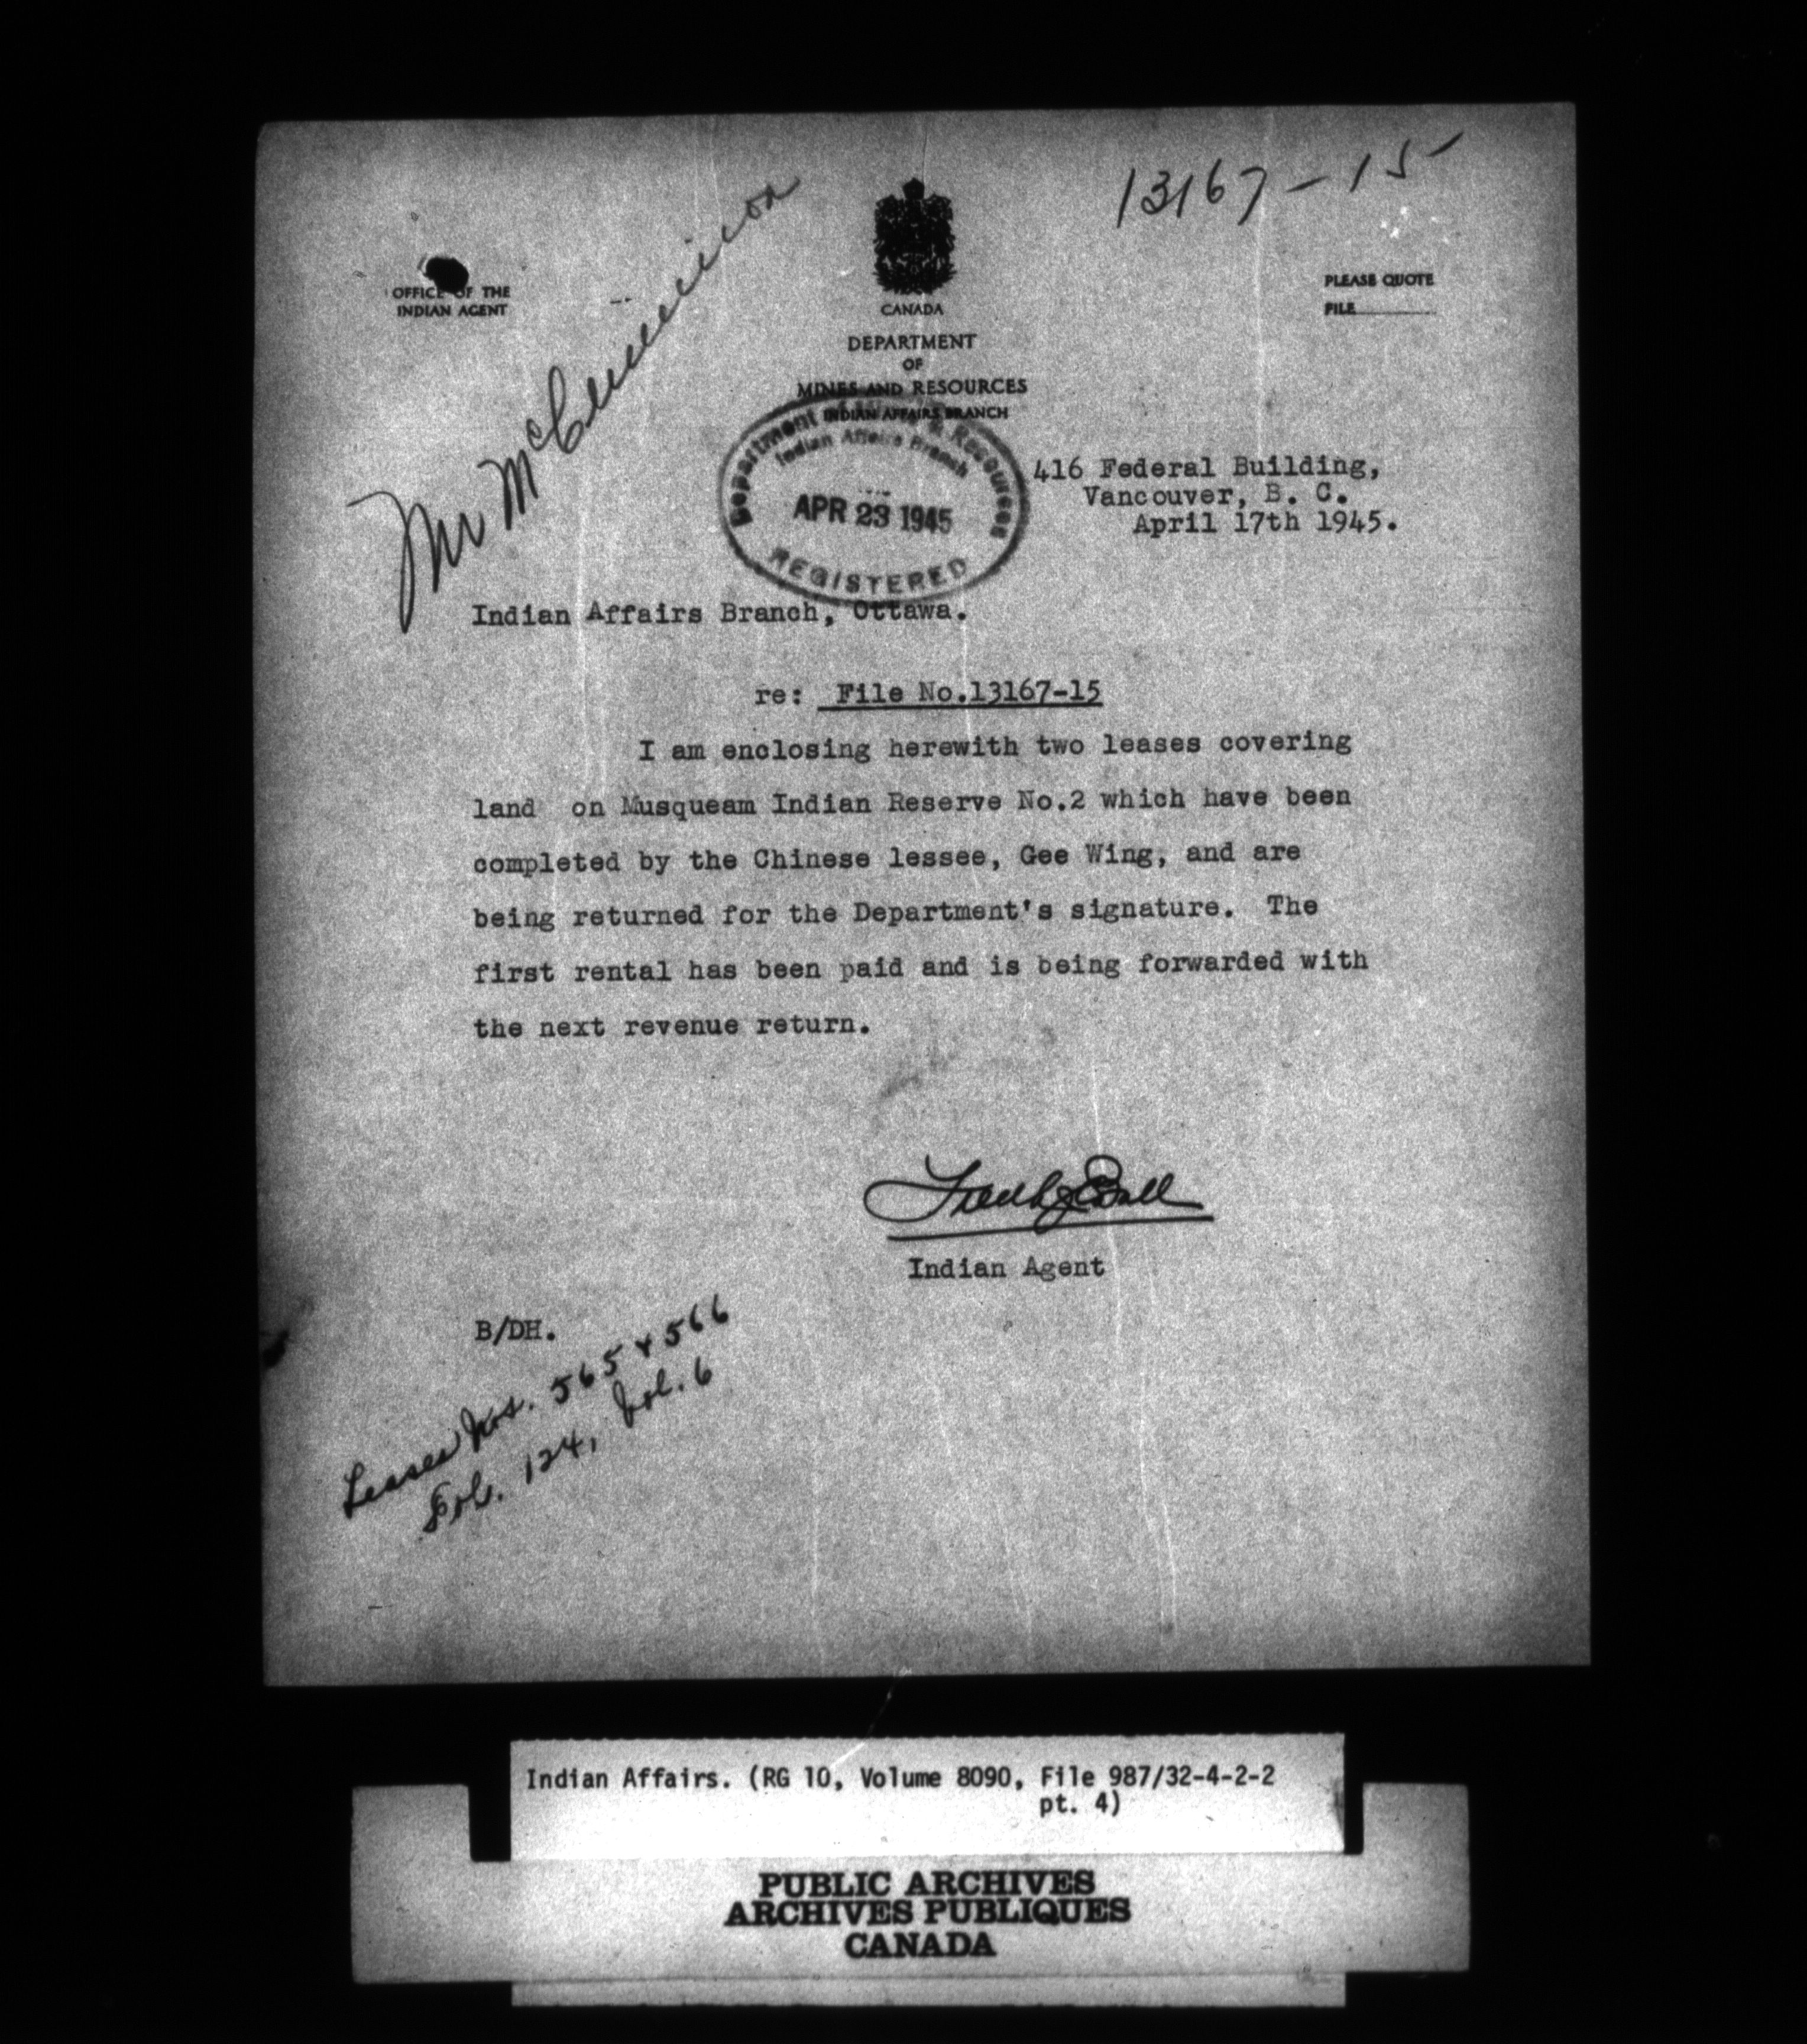 13167-15
OFFICE OF THE
INDIAN AGENT
PLEASE QUOTE
FILE
CANADA
DEPARTMENT
OF
MINES AND RESOURCES
INDIAN AFFAIRS BRANCH
Mr
Department of Mines & Resources
Indian Affairs Branch
APR 23 1945
REGISTERED
416 Federal Building,
Vancouver, B. C.
April 17th 1945.
Indian Affairs Branch, Ottawa.
re: File No.13167-15
I am enclosing herewith two leases covering
land on Musqueam Indian Reserve No.2 which have been
completed by the Chinese lessee, Gee Wing, and are
being returned for the Department's signature. The
first rental has been paid and is being forwarded with
the next revenue return.
Indian Agent
B/DH.
Leases Nos. 565 & 566
Fol. 124, Vol. 6
Indian Affairs. (RG 10, Volume 8090, File 987/32-4-2-2
pt. 4)
PUBLIC ARCHIVES
ARCHIVES PUBLIQUES
CANADA